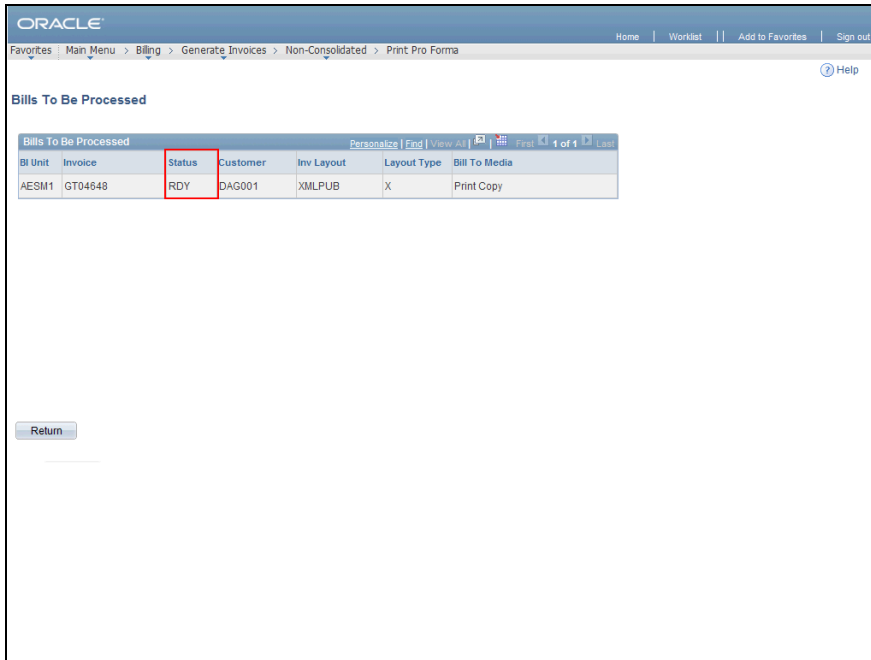 ORACLE
Home | Worklist || Add to Favorites | Sign out
Favorites | Main Menu > Billing > Generate Invoices > Non-Consolidated > Print Pro Forma
Help
Bills To Be Processed
Bills To Be Processed Personalize | Find | View All | | First 1 of 1 Last
BI Unit Invoice Status Customer Inv Layout Layout Type Bill To Media
AESM1 GT04648 RDY DAG001 XMLPUB X Print Copy
Return